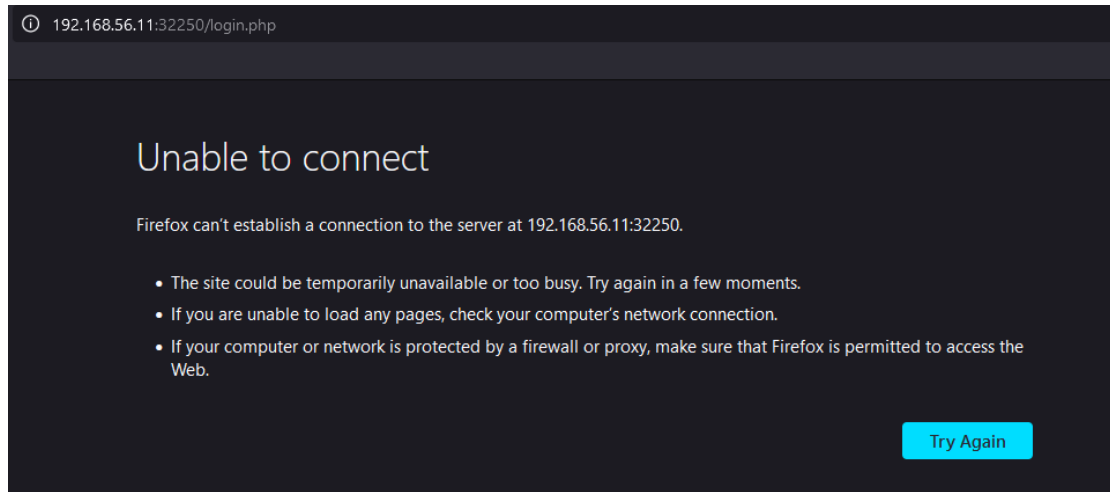 192.168.56.11:32250/login.php
Unable to connect
Firefox can’t establish a connection to the server at 192.168.56.11:32250.
• The site could be temporarily unavailable or too busy. Try again in a few moments.
• If you are unable to load any pages, check your computer’s network connection.
• If your computer or network is protected by a firewall or proxy, make sure that Firefox is permitted to access the
Web.
Try Again